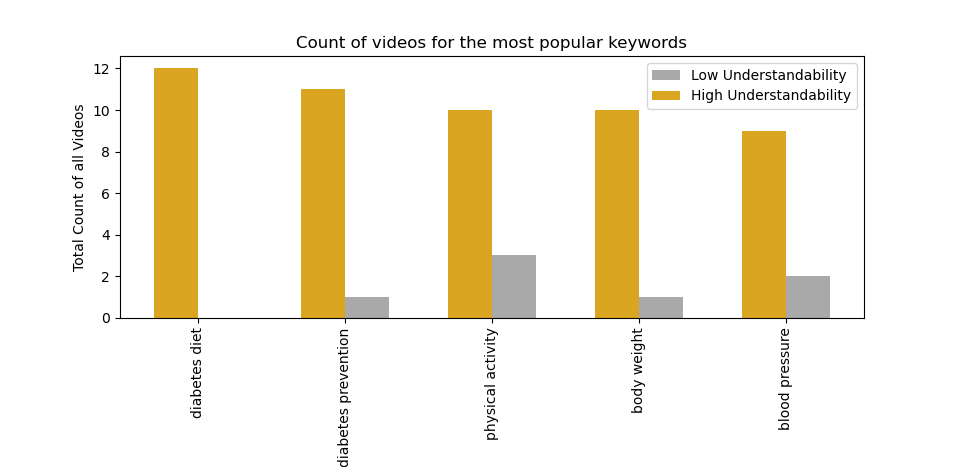 Count of videos for the most popular keywords
Low Understandability
High Understandability
Total Count of all Videos
12
10
8
6
4
2
0
diabetes diet
diabetes prevention
physical activity
body weight
blood pressure